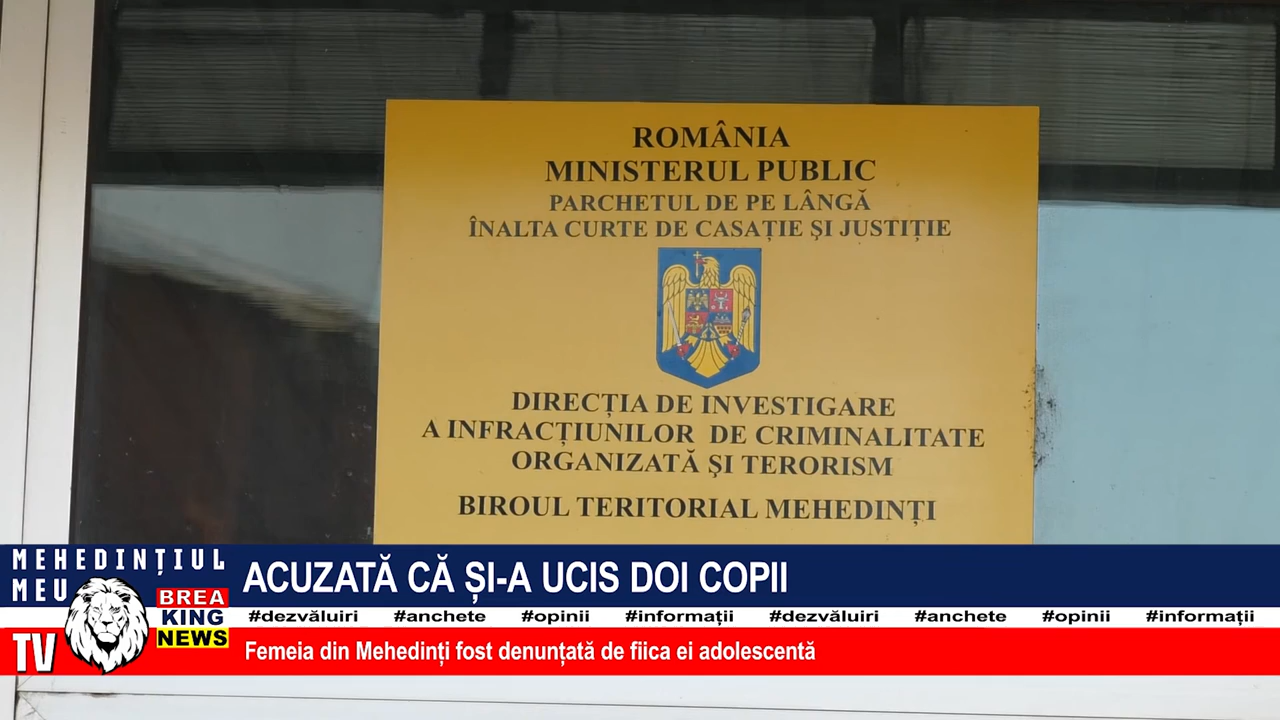 ROMÂNIA
MINISTERUL PUBLIC
PARCHETUL DE PE LÂNGĂ
ÎNALTA CURTE DE CASAȚIE ȘI JUSTIȚIE
DIRECȚIA DE INVESTIGARE
A INFRACȚIUNILOR DE CRIMINALITATE
ORGANIZATĂ ȘI TERORISM
BIROUL TERITORIAL MEHEDINȚI
MEHEDINȚIUL
MEU
TV
BREA
KING
NEWS
ACUZATĂ CĂ ȘI-A UCIS DOI COPII
#dezvăluiri #anchete #opinii #informații #dezvăluiri #anchete #opinii #informații
Femeia din Mehedinți fost denunțată de fiica ei adolescentă